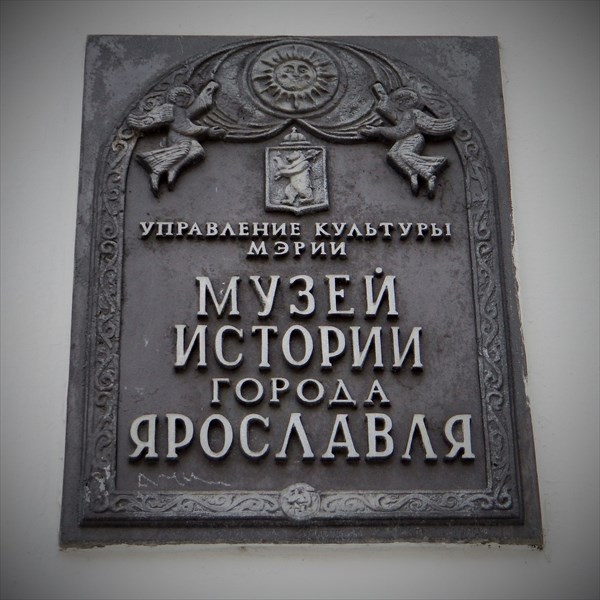 УПРАВЛЕНИЕ КУЛЬТУРЫ
МЭРИИ
МУЗЕЙ
ИСТОРИИ
ГОРОДА
ЯРОСЛАВЛЯ